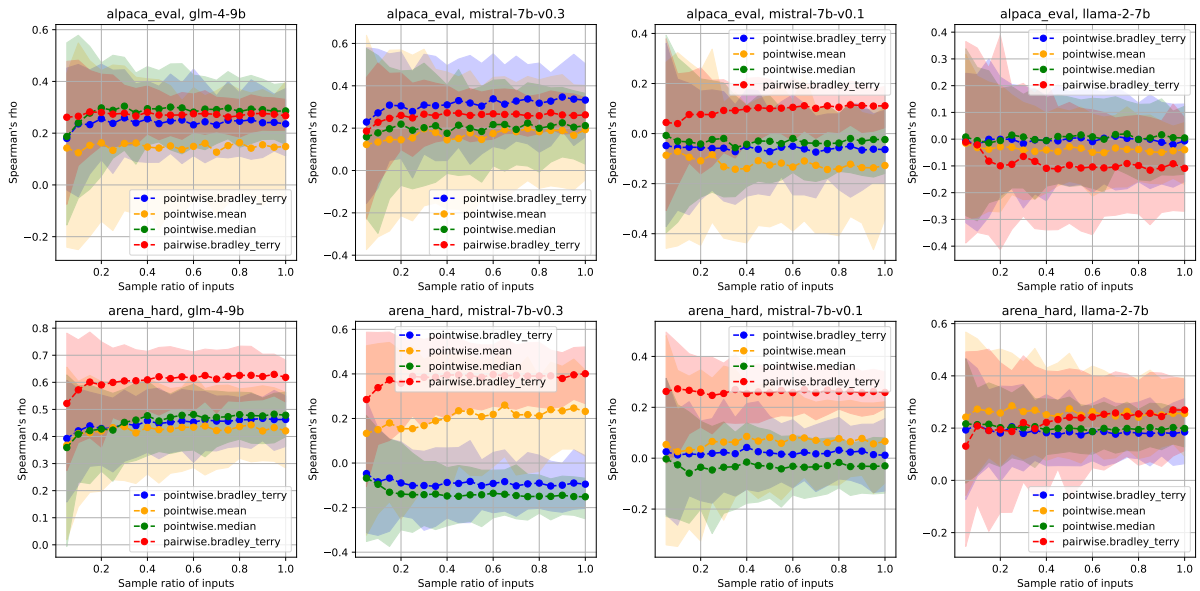 alpaca_eval, glm-4-9b
Spearman's rho
0.6
0.4
0.2
0.0
−0.2
pointwise.bradley_terry
pointwise.mean
pointwise.median
pairwise.bradley_terry
0.2 0.4 0.6 0.8 1.0
Sample ratio of inputs
alpaca_eval, mistral-7b-v0.3
Spearman's rho
0.6
0.4
0.2
0.0
−0.2
−0.4
pointwise.bradley_terry
pointwise.mean
pointwise.median
pairwise.bradley_terry
0.2 0.4 0.6 0.8 1.0
Sample ratio of inputs
alpaca_eval, mistral-7b-v0.1
Spearman's rho
0.4
0.2
0.0
−0.2
−0.4
pointwise.bradley_terry
pointwise.mean
pointwise.median
pairwise.bradley_terry
0.2 0.4 0.6 0.8 1.0
Sample ratio of inputs
alpaca_eval, llama-2-7b
Spearman's rho
0.4
0.3
0.2
0.1
−0.0
−0.1
−0.2
−0.3
−0.4
pointwise.bradley_terry
pointwise.mean
pointwise.median
pairwise.bradley_terry
0.2 0.4 0.6 0.8 1.0
Sample ratio of inputs
arena_hard, glm-4-9b
Spearman's rho
0.8
0.7
0.6
0.5
0.4
0.3
0.2
0.1
0.0
pointwise.bradley_terry
pointwise.mean
pointwise.median
pairwise.bradley_terry
0.2 0.4 0.6 0.8 1.0
Sample ratio of inputs
arena_hard, mistral-7b-v0.3
Spearman's rho
0.6
0.4
0.2
0.0
−0.2
−0.4
pointwise.bradley_terry
pointwise.mean
pointwise.median
pairwise.bradley_terry
0.2 0.4 0.6 0.8 1.0
Sample ratio of inputs
arena_hard, mistral-7b-v0.1
Spearman's rho
0.4
0.2
0.0
−0.2
pointwise.bradley_terry
pointwise.mean
pointwise.median
pairwise.bradley_terry
0.2 0.4 0.6 0.8 1.0
Sample ratio of inputs
arena_hard, llama-2-7b
Spearman's rho
0.6
0.4
0.2
0.0
−0.2
pointwise.bradley_terry
pointwise.mean
pointwise.median
pairwise.bradley_terry
0.2 0.4 0.6 0.8 1.0
Sample ratio of inputs